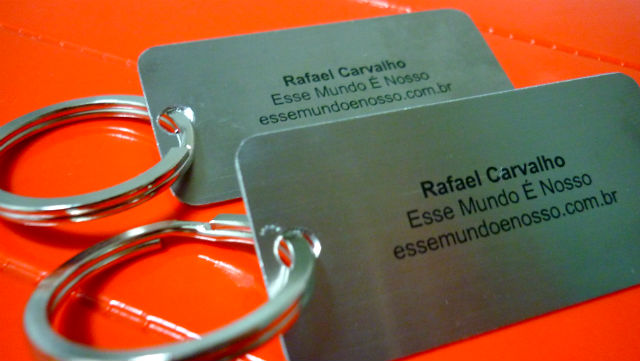 Rafael Carvalho
Esse Mundo É Nosso
essemundoenosso.com.br
Rafael Carvalho
Esse Mundo É Nosso
essemundoenosso.com.br